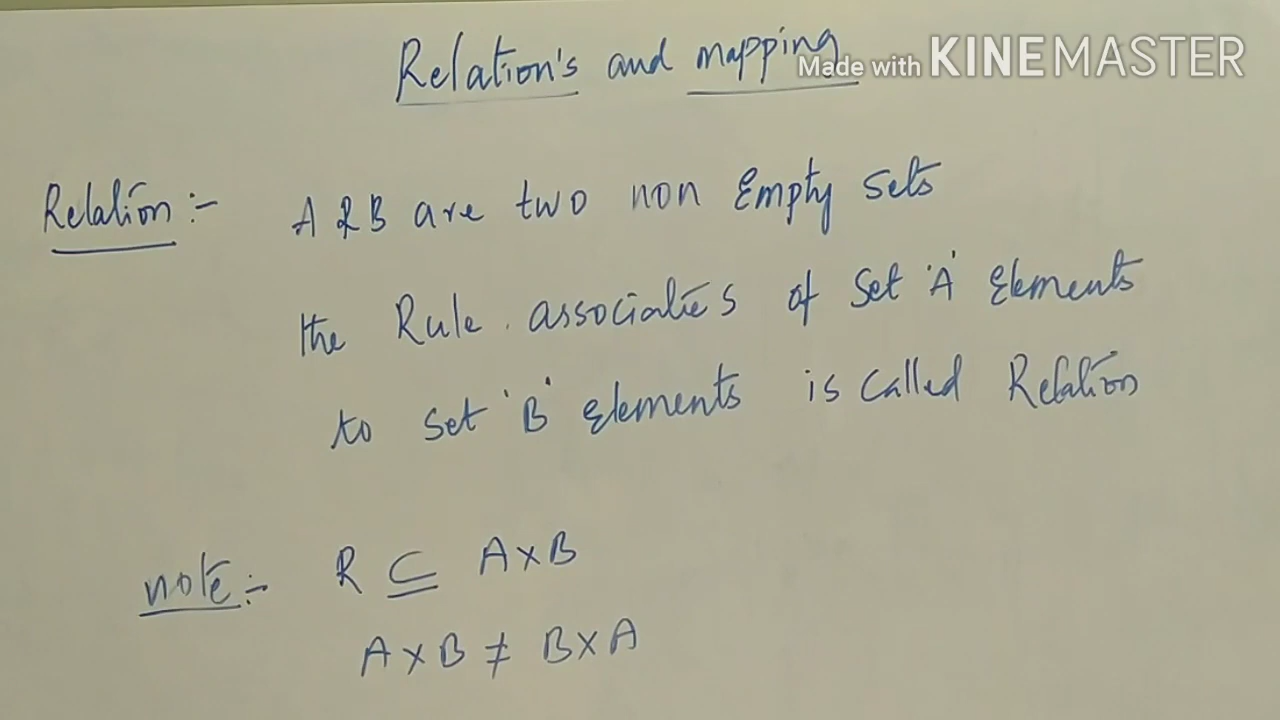 Relation's and mapping
Made with KINEMASTER
Relation :- A & B are two non Empty sets
the Rule. associaties of set 'A' Elements
to set 'B' Elements is called Relation
note :- R ⊆ A×B
A×B ≠ B×A